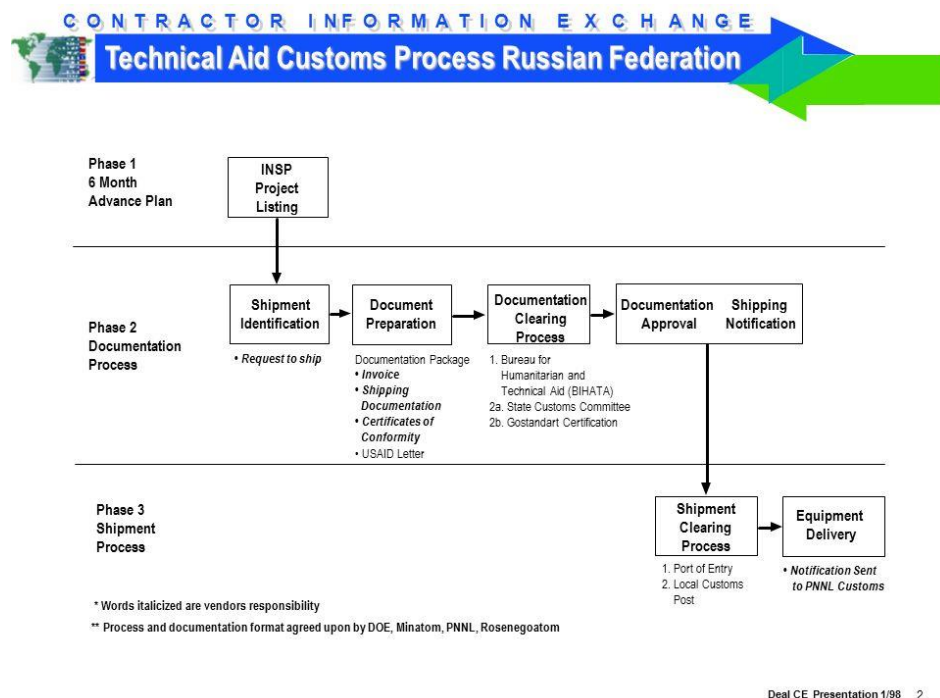 CONTRACTOR INFORMATION EXCHANGE
Technical Aid Customs Process Russian Federation
Phase 1
6 Month
Advance Plan
INSP
Project
Listing
Phase 2
Documentation
Process
Shipment
Identification
• Request to ship
Document
Preparation
Documentation Package
• Invoice
• Shipping
Documentation
• Certificates of
Conformity
• USAID Letter
Documentation
Clearing
Process
1. Bureau for
Humanitarian and
Technical Aid (BIHATA)
2a. State Customs Committee
2b. Gostandart Certification
Documentation
Approval
Shipping
Notification
Phase 3
Shipment
Process
Shipment
Clearing
Process
1. Port of Entry
2. Local Customs
Post
Equipment
Delivery
• Notification Sent
to PNNL Customs
* Words italicized are vendors responsibility
** Process and documentation format agreed upon by DOE, Minatom, PNNL, Rosenegoatom
Deal CE Presentation 1/98 2